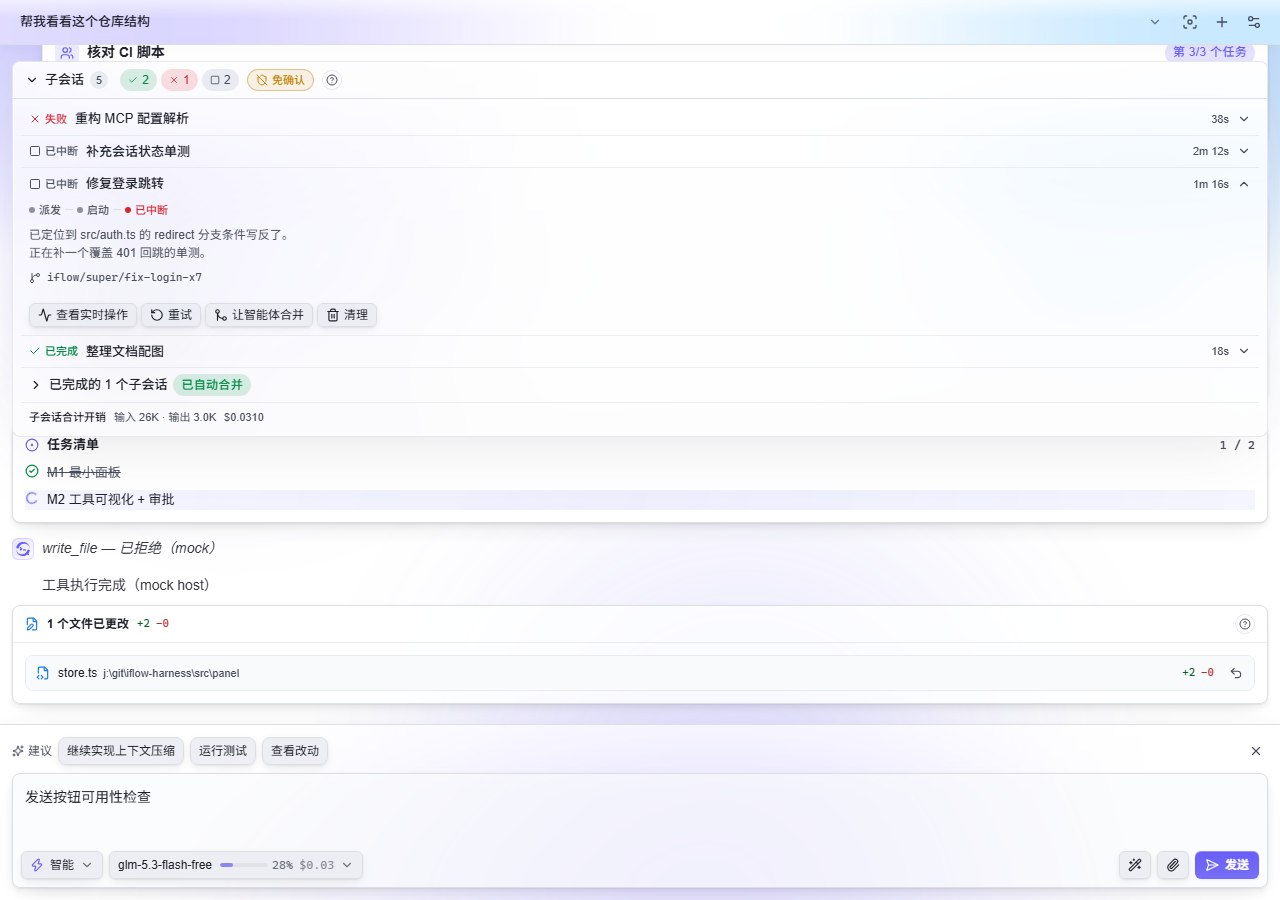 帮我看看这个仓库结构
核对 CI 脚本
第 3/3 个任务
子会话 5 2 1 2 免确认
失败 重构 MCP 配置解析 38s
已中断 补充会话状态单测 2m 12s
已中断 修复登录跳转 1m 16s
派发 启动 已中断
已定位到 src/auth.ts 的 redirect 分支条件写反了。
正在补一个覆盖 401 回跳的单测。
iflow/super/fix-login-x7
查看实时操作 重试 让智能体合并 清理
已完成 整理文档配图 18s
已完成的 1 个子会话 已自动合并
子会话合计开销 输入 26K · 输出 3.0K $0.0310
任务清单 1 / 2
M1 最小面板
M2 工具可视化 + 审批
write_file — 已拒绝（mock）
工具执行完成（mock host）
1 个文件已更改 +2 −0
store.ts j:\git\iflow-harness\src\panel +2 −0
建议 继续实现上下文压缩 运行测试 查看改动
发送按钮可用性检查
智能 glm-5.3-flash-free 28% $0.03 发送